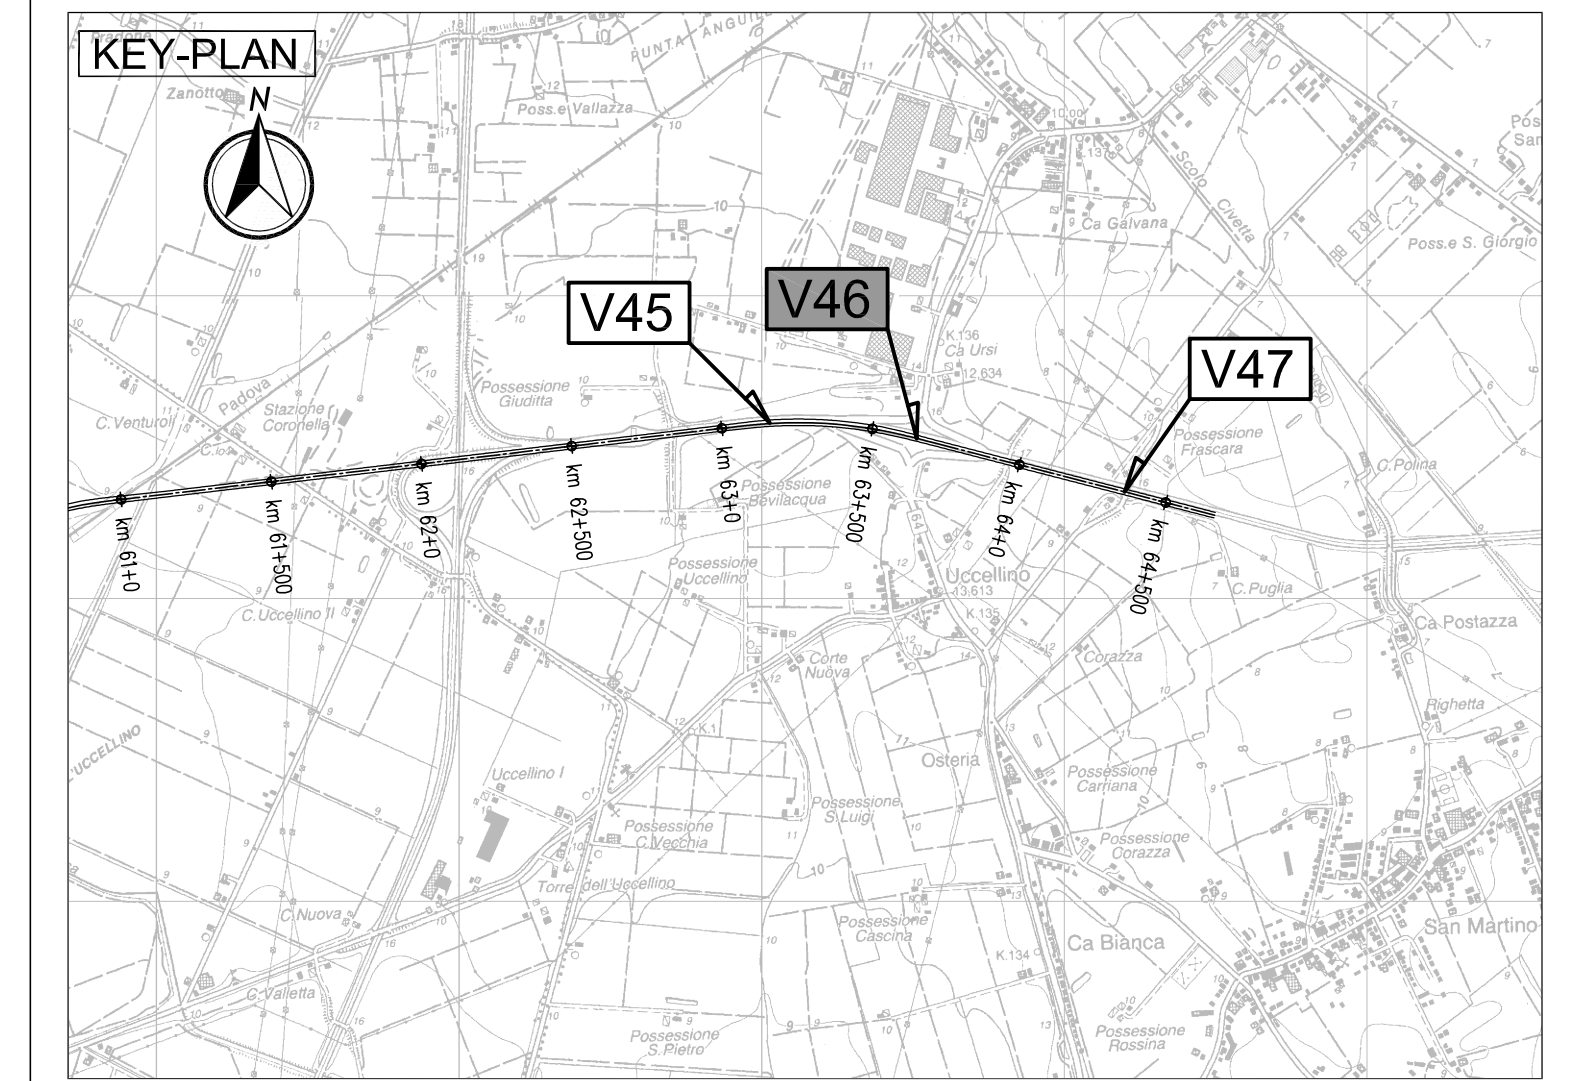 KEY-PLAN
N
PUNTA ANGUIL
Zanotto
Poss.e Vallazza
Scolo Civetta
Ca Galvana
Poss.e S. Giorgio
V45
V46
V47
K.136
Ca Ursi
12,634
Padova
Stazione
Coronella
C. Venturoli
Possessione
Giuditta
Possessione
Frascara
C. Polina
Possessione
Bevilacqua
km 61+0
km 61+500
km 62+0
km 62+500
km 63+0
km 63+500
km 64+0
km 64+500
Possessione
Uccellino
Uccellino
13,613
K.135
C. Puglia
C. Uccellino II
Ca Postazza
Corte
Nuova
Corazza
Righetta
K.1
L'UCCELLINO
Osteria
Uccellino I
Possessione
Carriana
Possessione
S. Luigi
Possessione
C. Vecchia
Possessione
Corazza
Torre dell'Uccellino
C. Nuova
Possessione
Cascina
Ca Bianca
San Martino
K.134
C. Valletta
Possessione
S. Pietro
Possessione
Rossina